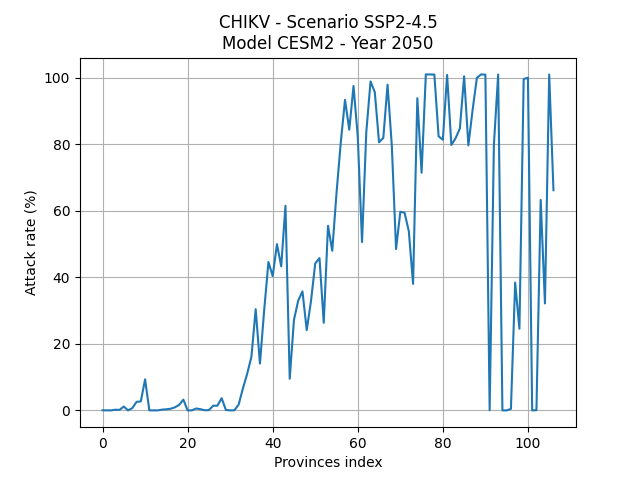 CHIKV - Scenario SSP2-4.5
Model CESM2 - Year 2050
100
80
60
40
20
0
Attack rate (%)
0 20 40 60 80 100
Provinces index